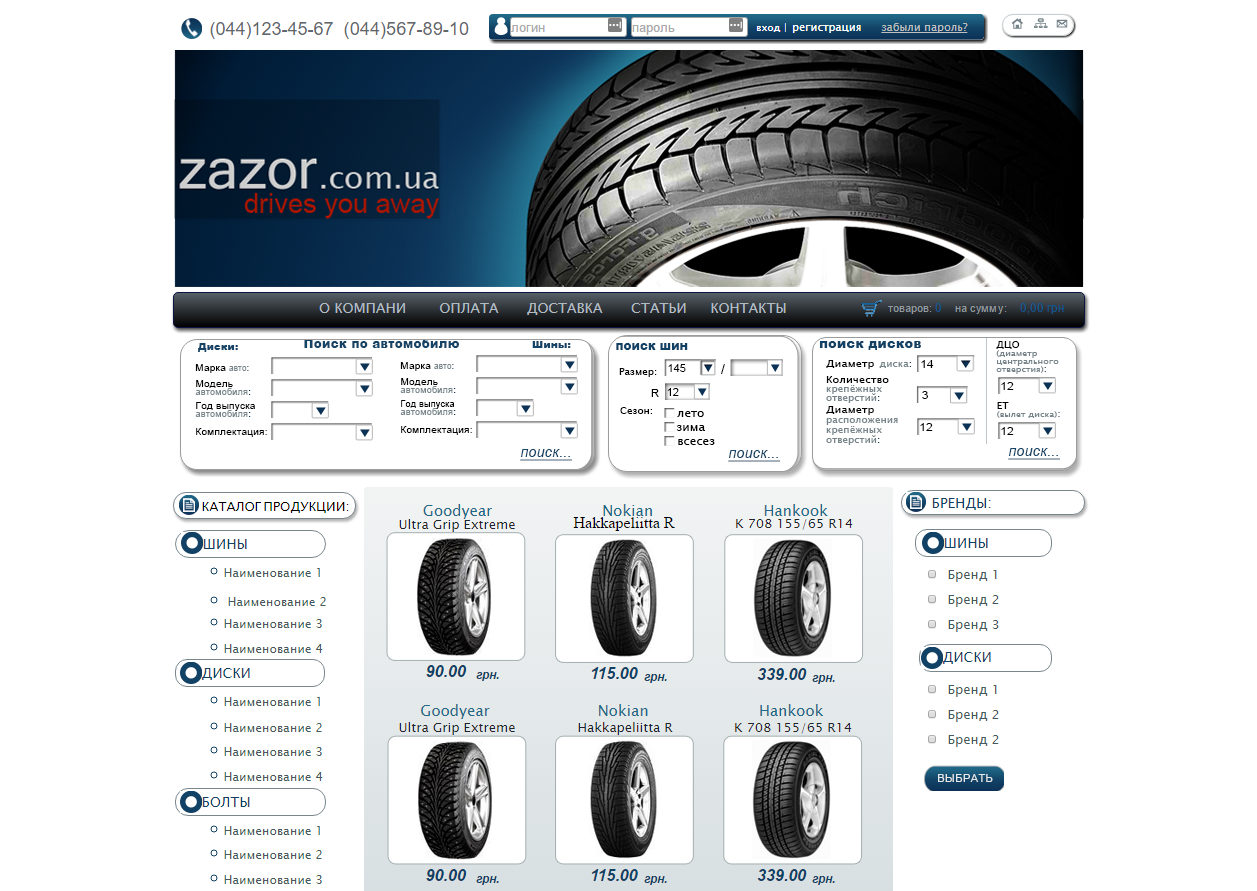 (044)123-45-67 (044)567-89-10
логин
пароль
вход | регистрация
забыли пароль?
zazor.com.ua
drives you away
О КОМПАНИ ОПЛАТА ДОСТАВКА СТАТЬИ КОНТАКТЫ
товаров: 0 на сумму: 0,00 грн
Диски: Поиск по автомобилю Шины:
Марка авто:
Модель
автомобиля:
Год выпуска
автомобиля:
Комплектация:
Марка авто:
Модель
автомобиля:
Год выпуска
автомобиля:
Комплектация:
поиск...
поиск шин
Размер: 145 /
R 12
Сезон: лето
зима
всесез
поиск...
поиск дисков
Диаметр диска: 14
Количество
крепёжных
отверстий: 3
Диаметр
расположения
крепёжных
отверстий: 12
ДЦО
(диаметр
центрального
отверстия):
12
ЕТ
(вылет диска):
12
поиск...
КАТАЛОГ ПРОДУКЦИИ:
ШИНЫ
Наименование 1
Наименование 2
Наименование 3
Наименование 4
ДИСКИ
Наименование 1
Наименование 2
Наименование 3
Наименование 4
БОЛТЫ
Наименование 1
Наименование 2
Наименование 3
Goodyear
Ultra Grip Extreme
90.00 грн.
Nokian
Hakkapeliitta R
115.00 грн.
Hankook
K 708 155/65 R14
339.00 грн.
Goodyear
Ultra Grip Extreme
90.00 грн.
Nokian
Hakkapeliitta R
115.00 грн.
Hankook
K 708 155/65 R14
339.00 грн.
БРЕНДЫ:
ШИНЫ
Бренд 1
Бренд 2
Бренд 3
ДИСКИ
Бренд 1
Бренд 2
Бренд 2
ВЫБРАТЬ